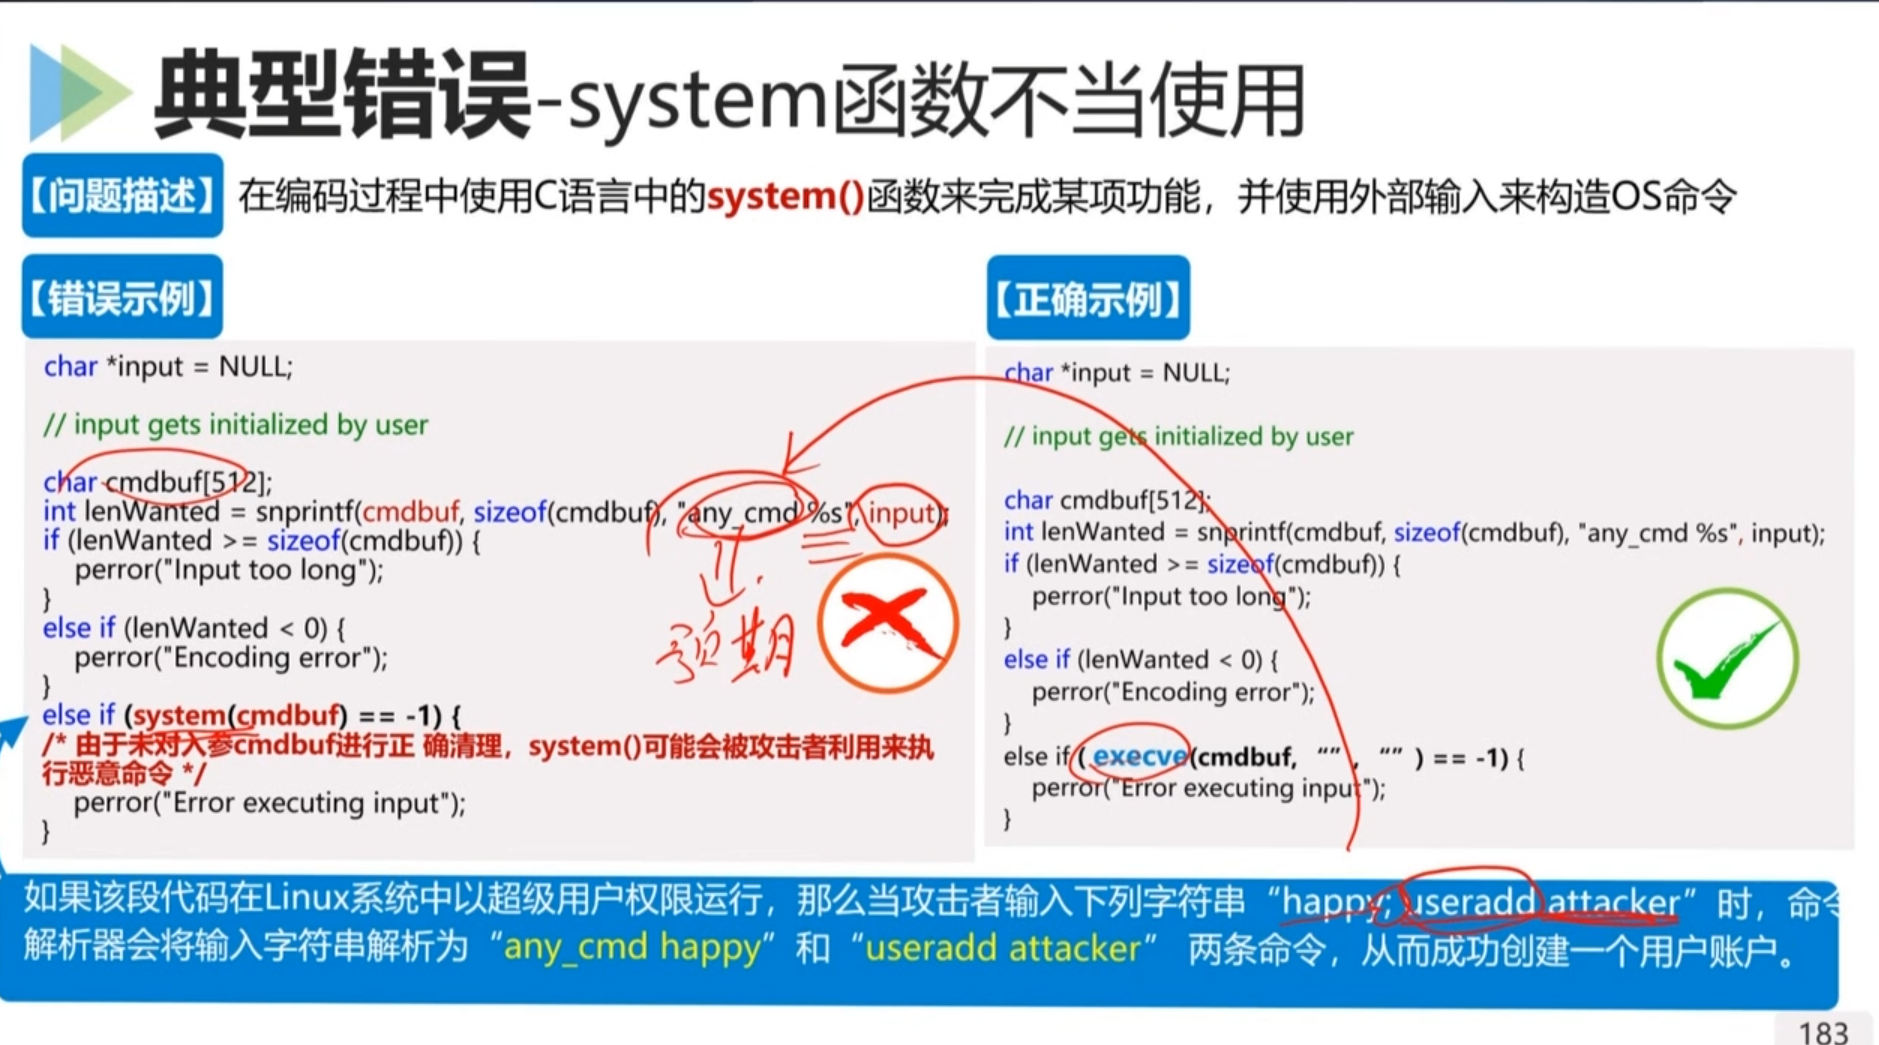 典型错误-system函数不当使用
【问题描述】 在编码过程中使用C语言中的system()函数来完成某项功能，并使用外部输入来构造OS命令
【错误示例】
char *input = NULL;
// input gets initialized by user
char cmdbuf[512];
int lenWanted = snprintf(cmdbuf, sizeof(cmdbuf), "any_cmd %s", input);
if (lenWanted >= sizeof(cmdbuf)) {
perror("Input too long");
}
else if (lenWanted < 0) {
perror("Encoding error");
}
else if (system(cmdbuf) == -1) {
/* 由于未对入参cmdbuf进行正 确清理，system()可能会被攻击者利用来执
行恶意命令 */
perror("Error executing input");
}
预期
【正确示例】
char *input = NULL;
// input gets initialized by user
char cmdbuf[512];
int lenWanted = snprintf(cmdbuf, sizeof(cmdbuf), "any_cmd %s", input);
if (lenWanted >= sizeof(cmdbuf)) {
perror("Input too long");
}
else if (lenWanted < 0) {
perror("Encoding error");
}
else if ( execve(cmdbuf, “”, “” ) == -1) {
perror("Error executing input");
}
如果该段代码在Linux系统中以超级用户权限运行，那么当攻击者输入下列字符串“happy; useradd attacker”时，命令
解析器会将输入字符串解析为“any_cmd happy”和“useradd attacker” 两条命令，从而成功创建一个用户账户。
183